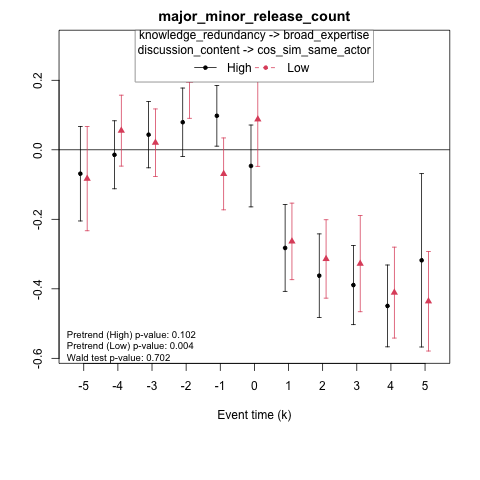 major_minor_release_count
knowledge_redundancy -> broad_expertise
discussion_content -> cos_sim_same_actor
High Low
0.2
0.0
-0.2
-0.4
-0.6
Pretrend (High) p-value: 0.102
Pretrend (Low) p-value: 0.004
Wald test p-value: 0.702
-5 -4 -3 -2 -1 0 1 2 3 4 5
Event time (k)